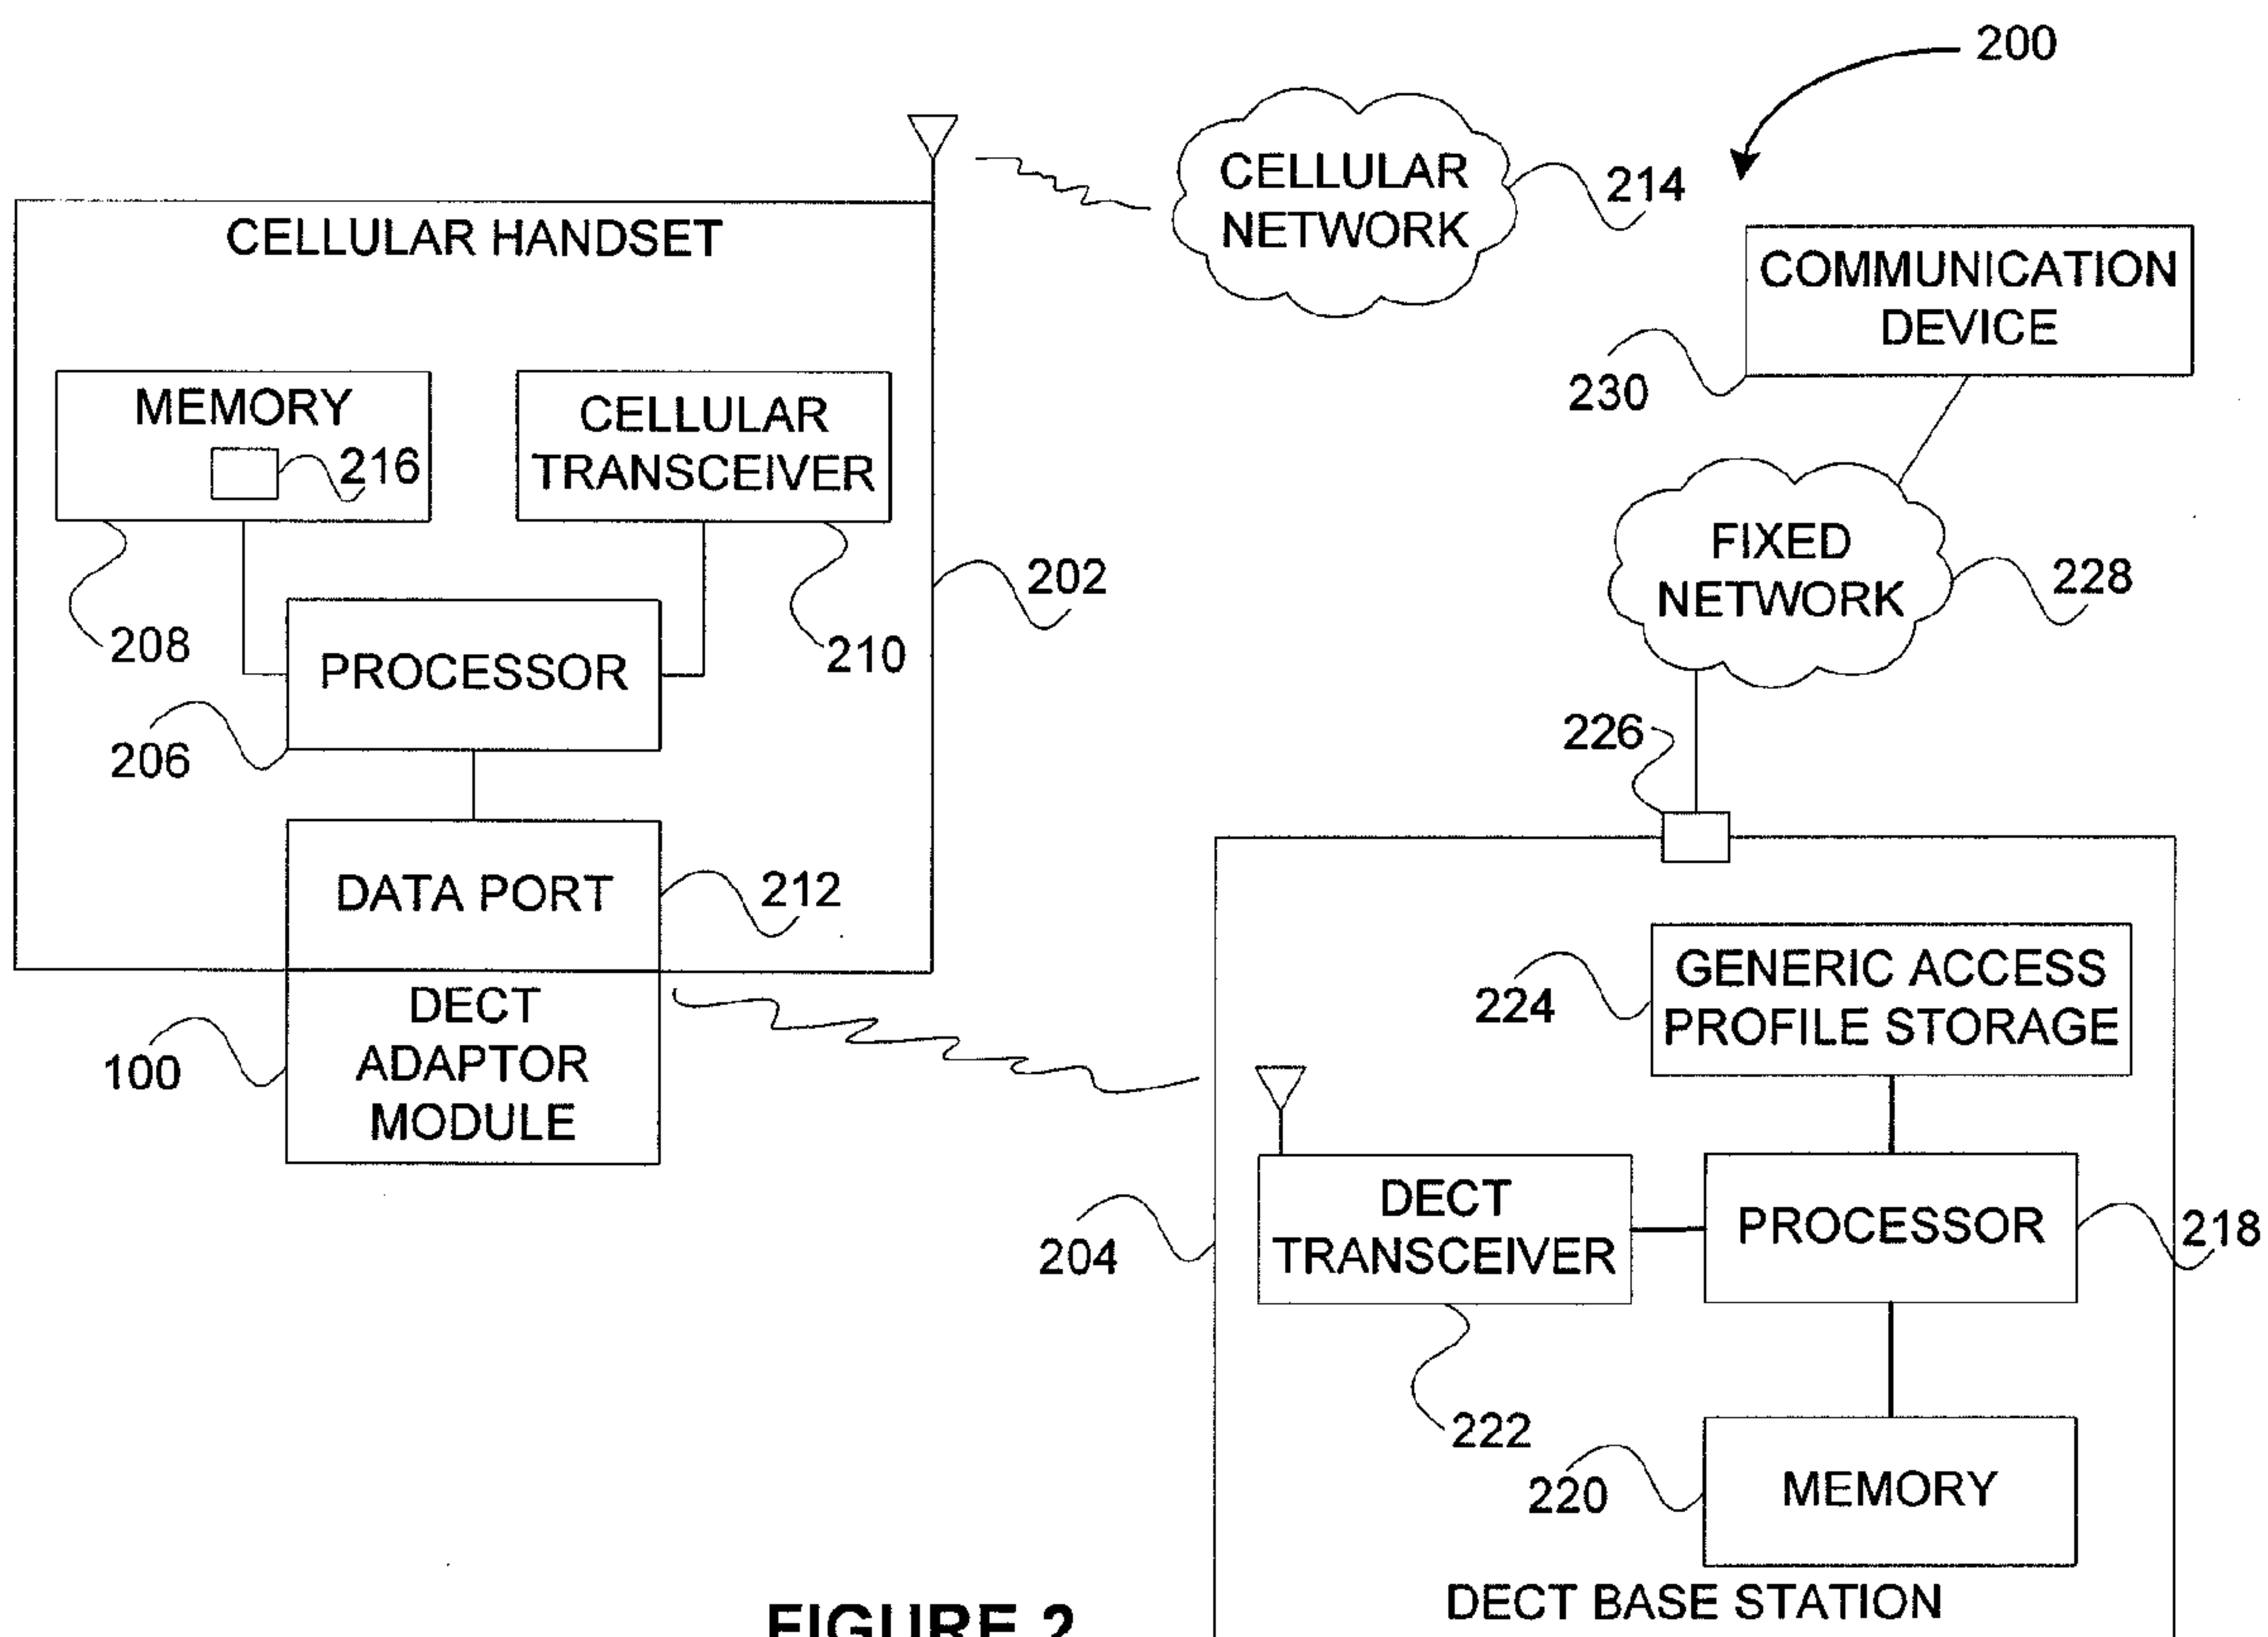 200
CELLULAR
NETWORK
214
CELLULAR HANDSET
COMMUNICATION
DEVICE
230
MEMORY
216
CELLULAR
TRANSCEIVER
202
FIXED
NETWORK
228
208
210
PROCESSOR
206
226
DATA PORT
212
GENERIC ACCESS
PROFILE STORAGE
224
DECT
ADAPTOR
MODULE
100
DECT
TRANSCEIVER
PROCESSOR
218
204
222
220
MEMORY
DECT BASE STATION
FIGURE 2